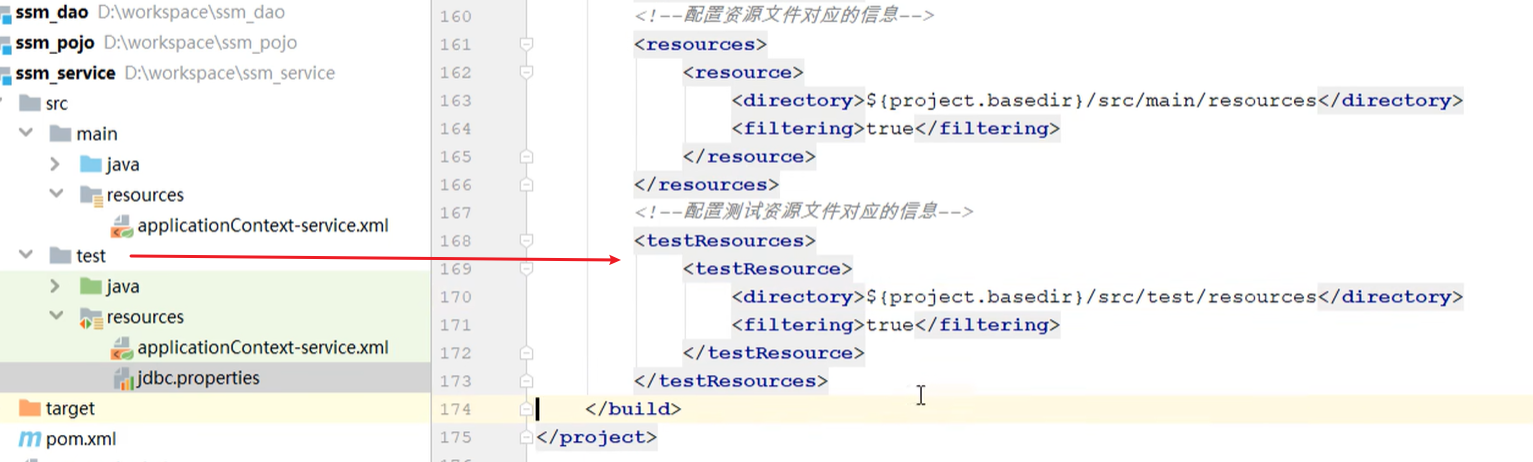 ssm_dao D:\workspace\ssm_dao
ssm_pojo D:\workspace\ssm_pojo
ssm_service D:\workspace\ssm_service
src
main
java
resources
applicationContext-service.xml
test
java
resources
applicationContext-service.xml
jdbc.properties
target
pom.xml
160 <!--配置资源文件对应的信息-->
161 <resources>
162 <resource>
163 <directory>${project.basedir}/src/main/resources</directory>
164 <filtering>true</filtering>
165 </resource>
166 </resources>
167 <!--配置测试资源文件对应的信息-->
168 <testResources>
169 <testResource>
170 <directory>${project.basedir}/src/test/resources</directory>
171 <filtering>true</filtering>
172 </testResource>
173 </testResources>
174 </build>
175 </project>